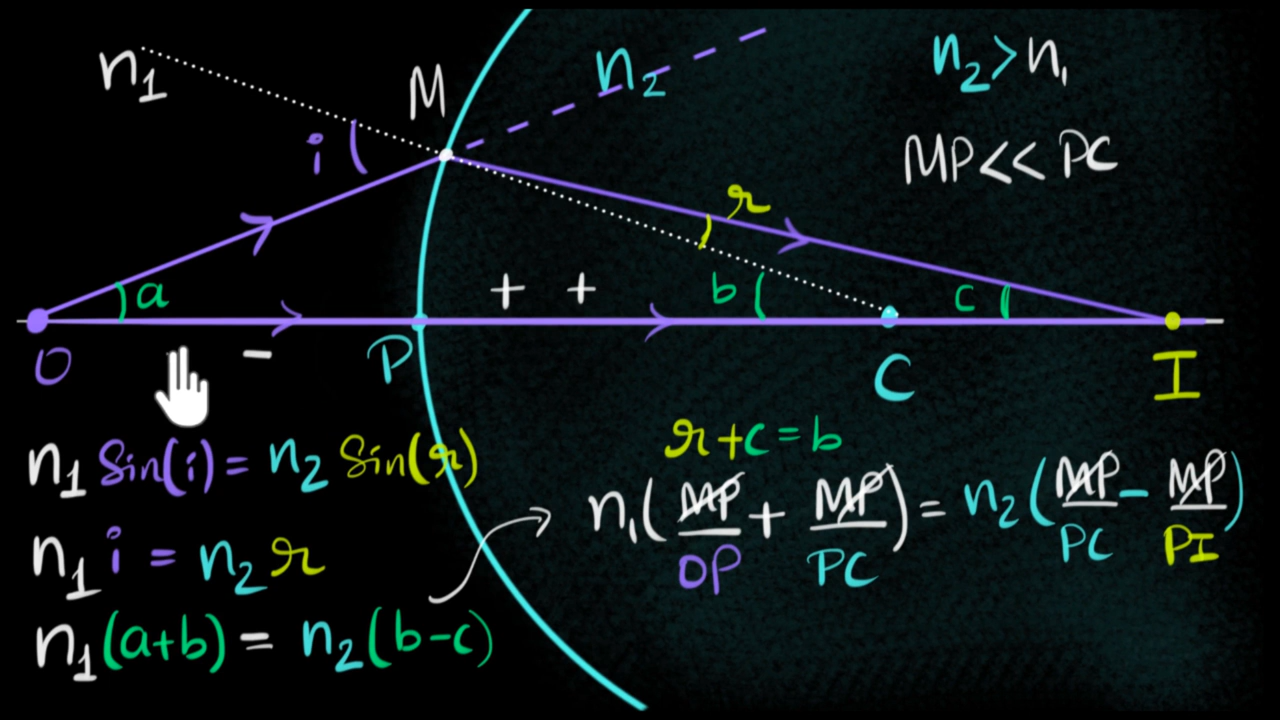 n₁
M
n₂
n₂ > n₁
i
MP << PC
r
a
+ +
b
c
O
-
P
C
I
r + c = b
n₁ Sin(i) = n₂ Sin(r)
n₁ i = n₂ r
n₁ (a+b) = n₂ (b-c)
n₁ (MP/OP + MP/PC) = n₂ (MP/PC - MP/PI)